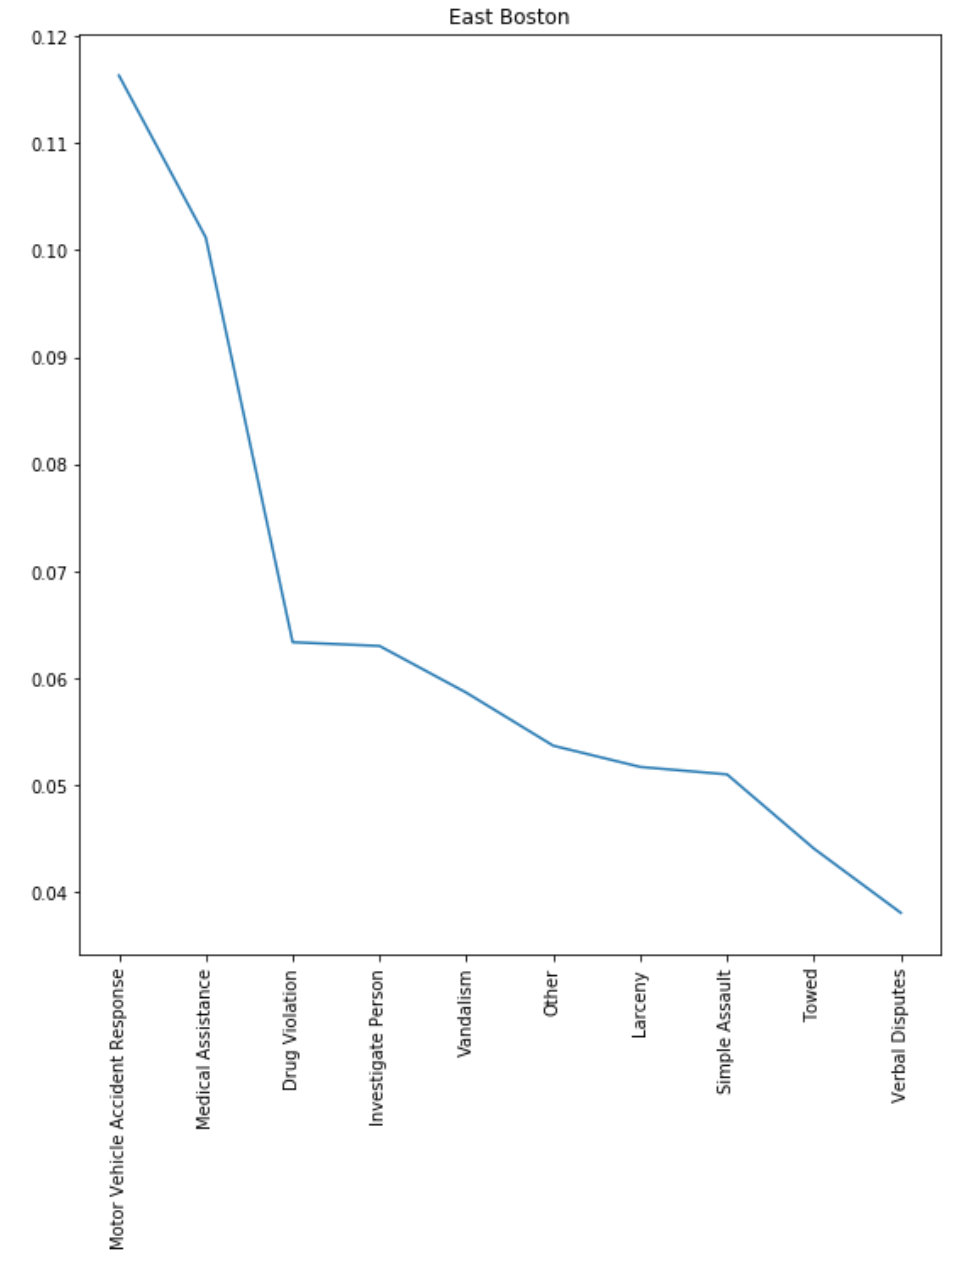 East Boston
0.12
0.11
0.10
0.09
0.08
0.07
0.06
0.05
0.04
Motor Vehicle Accident Response
Medical Assistance
Drug Violation
Investigate Person
Vandalism
Other
Larceny
Simple Assault
Towed
Verbal Disputes